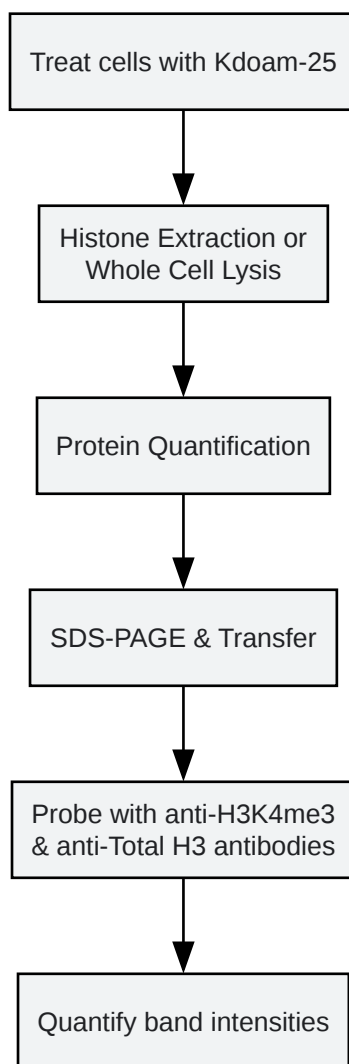 Treat cells with Kdoam-25
Histone Extraction or
Whole Cell Lysis
Protein Quantification
SDS-PAGE & Transfer
Probe with anti-H3K4me3
& anti-Total H3 antibodies
Quantify band intensities